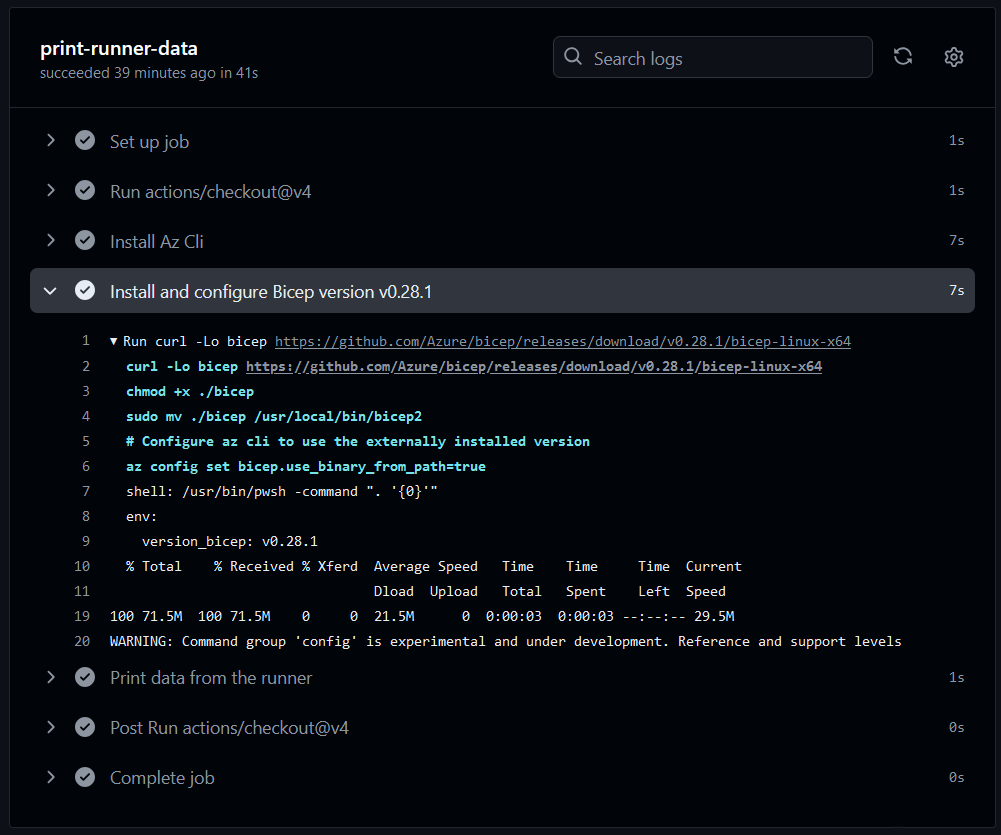 print-runner-data
succeeded 39 minutes ago in 41s
Search logs
Set up job 1s
Run actions/checkout@v4 1s
Install Az Cli 7s
Install and configure Bicep version v0.28.1 7s
1 ▼ Run curl -Lo bicep https://github.com/Azure/bicep/releases/download/v0.28.1/bicep-linux-x64
2 curl -Lo bicep https://github.com/Azure/bicep/releases/download/v0.28.1/bicep-linux-x64
3 chmod +x ./bicep
4 sudo mv ./bicep /usr/local/bin/bicep2
5 # Configure az cli to use the externally installed version
6 az config set bicep.use_binary_from_path=true
7 shell: /usr/bin/pwsh -command ". '{0}'"
8 env:
9 version_bicep: v0.28.1
10 % Total % Received % Xferd Average Speed Time Time Time Current
11 Dload Upload Total Spent Left Speed
19 100 71.5M 100 71.5M 0 0 21.5M 0 0:00:03 0:00:03 --:--:-- 29.5M
20 WARNING: Command group 'config' is experimental and under development. Reference and support levels
Print data from the runner 1s
Post Run actions/checkout@v4 0s
Complete job 0s